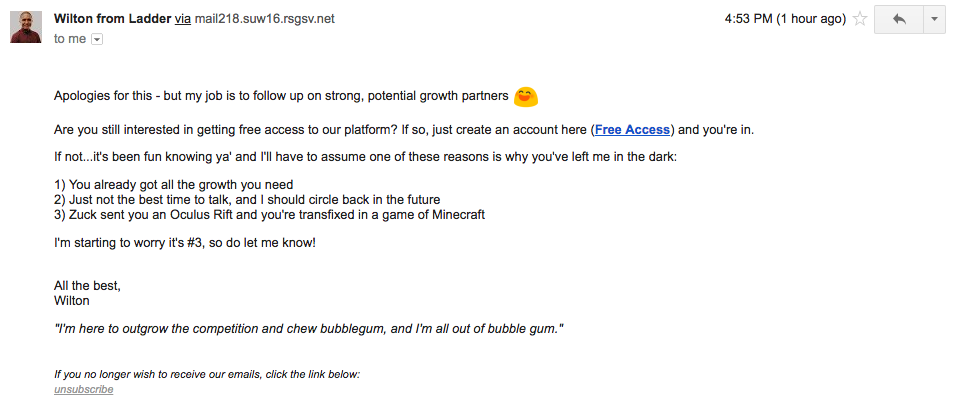 Wilton from Ladder via mail218.suw16.rsgsv.net 4:53 PM (1 hour ago)
to me
Apologies for this - but my job is to follow up on strong, potential growth partners
Are you still interested in getting free access to our platform? If so, just create an account here (Free Access) and you're in.
If not...it's been fun knowing ya' and I'll have to assume one of these reasons is why you've left me in the dark:
1) You already got all the growth you need
2) Just not the best time to talk, and I should circle back in the future
3) Zuck sent you an Oculus Rift and you're transfixed in a game of Minecraft
I'm starting to worry it's #3, so do let me know!
All the best,
Wilton
"I'm here to outgrow the competition and chew bubblegum, and I'm all out of bubble gum."
If you no longer wish to receive our emails, click the link below:
unsubscribe